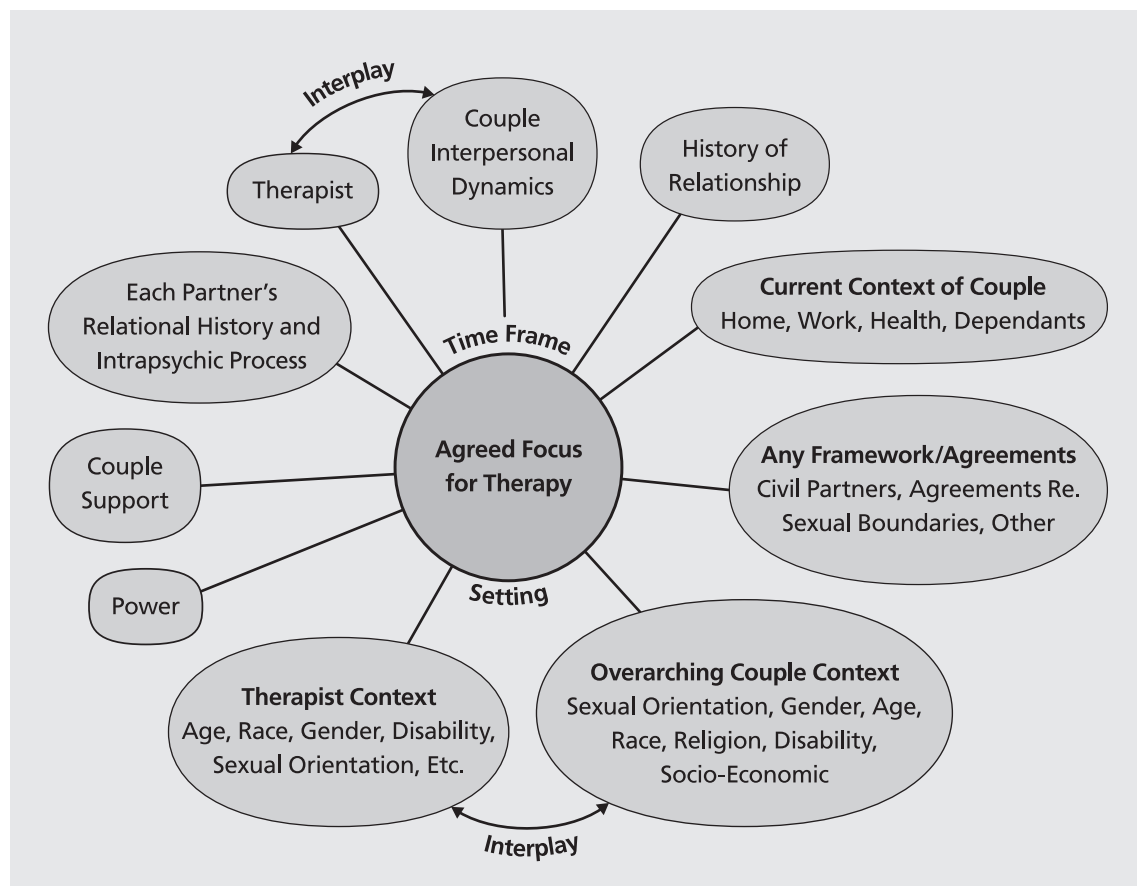 Interplay
Therapist
Couple
Interpersonal
Dynamics
History of
Relationship
Each Partner's
Relational History and
Intrapsychic Process
Current Context of Couple
Home, Work, Health, Dependants
Time Frame
Agreed Focus
for Therapy
Setting
Couple
Support
Any Framework/Agreements
Civil Partners, Agreements Re.
Sexual Boundaries, Other
Power
Therapist Context
Age, Race, Gender, Disability,
Sexual Orientation, Etc.
Overarching Couple Context
Sexual Orientation, Gender, Age,
Race, Religion, Disability,
Socio-Economic
Interplay